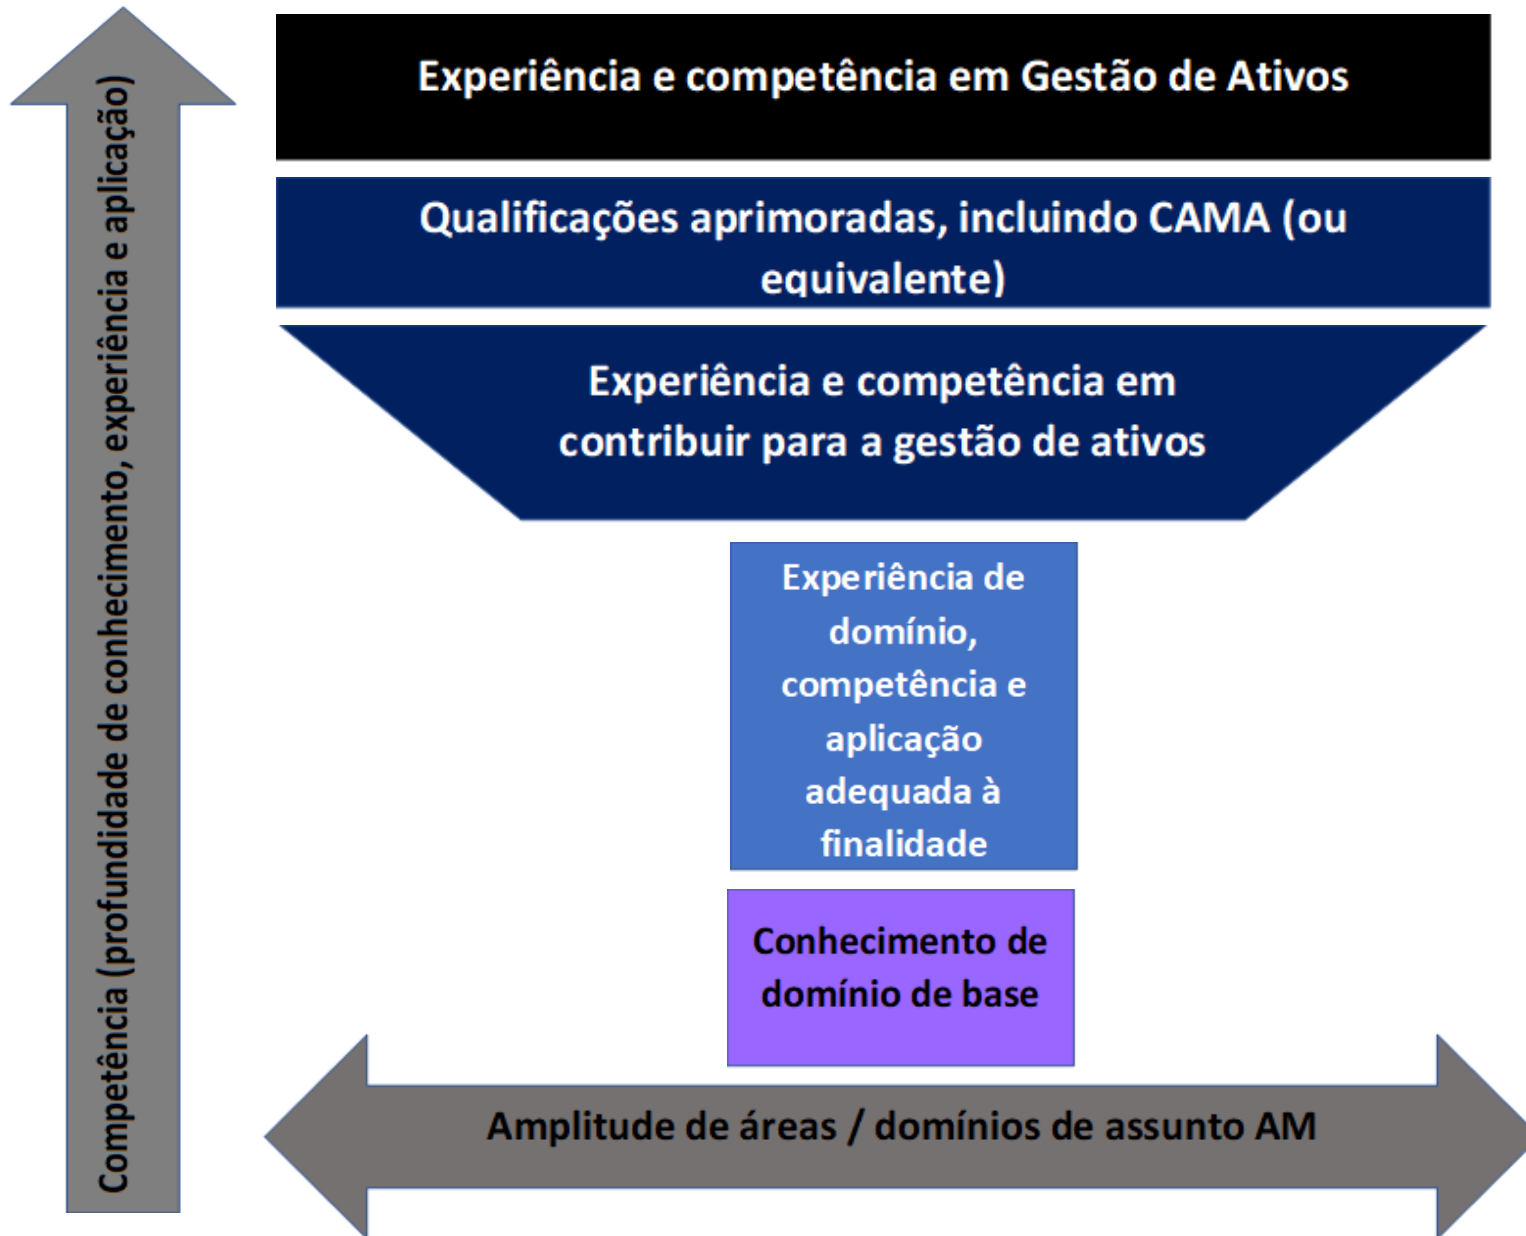 Competência (profundidade de conhecimento, experiência e aplicação)
Experiência e competência em Gestão de Ativos
Qualificações aprimoradas, incluindo CAMA (ou
equivalente)
Experiência e competência em
contribuir para a gestão de ativos
Experiência de
domínio,
competência e
aplicação
adequada à
finalidade
Conhecimento de
domínio de base
Amplitude de áreas / domínios de assunto AM